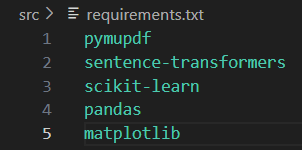 src > requirements.txt
1 pymupdf
2 sentence-transformers
3 scikit-learn
4 pandas
5 matplotlib